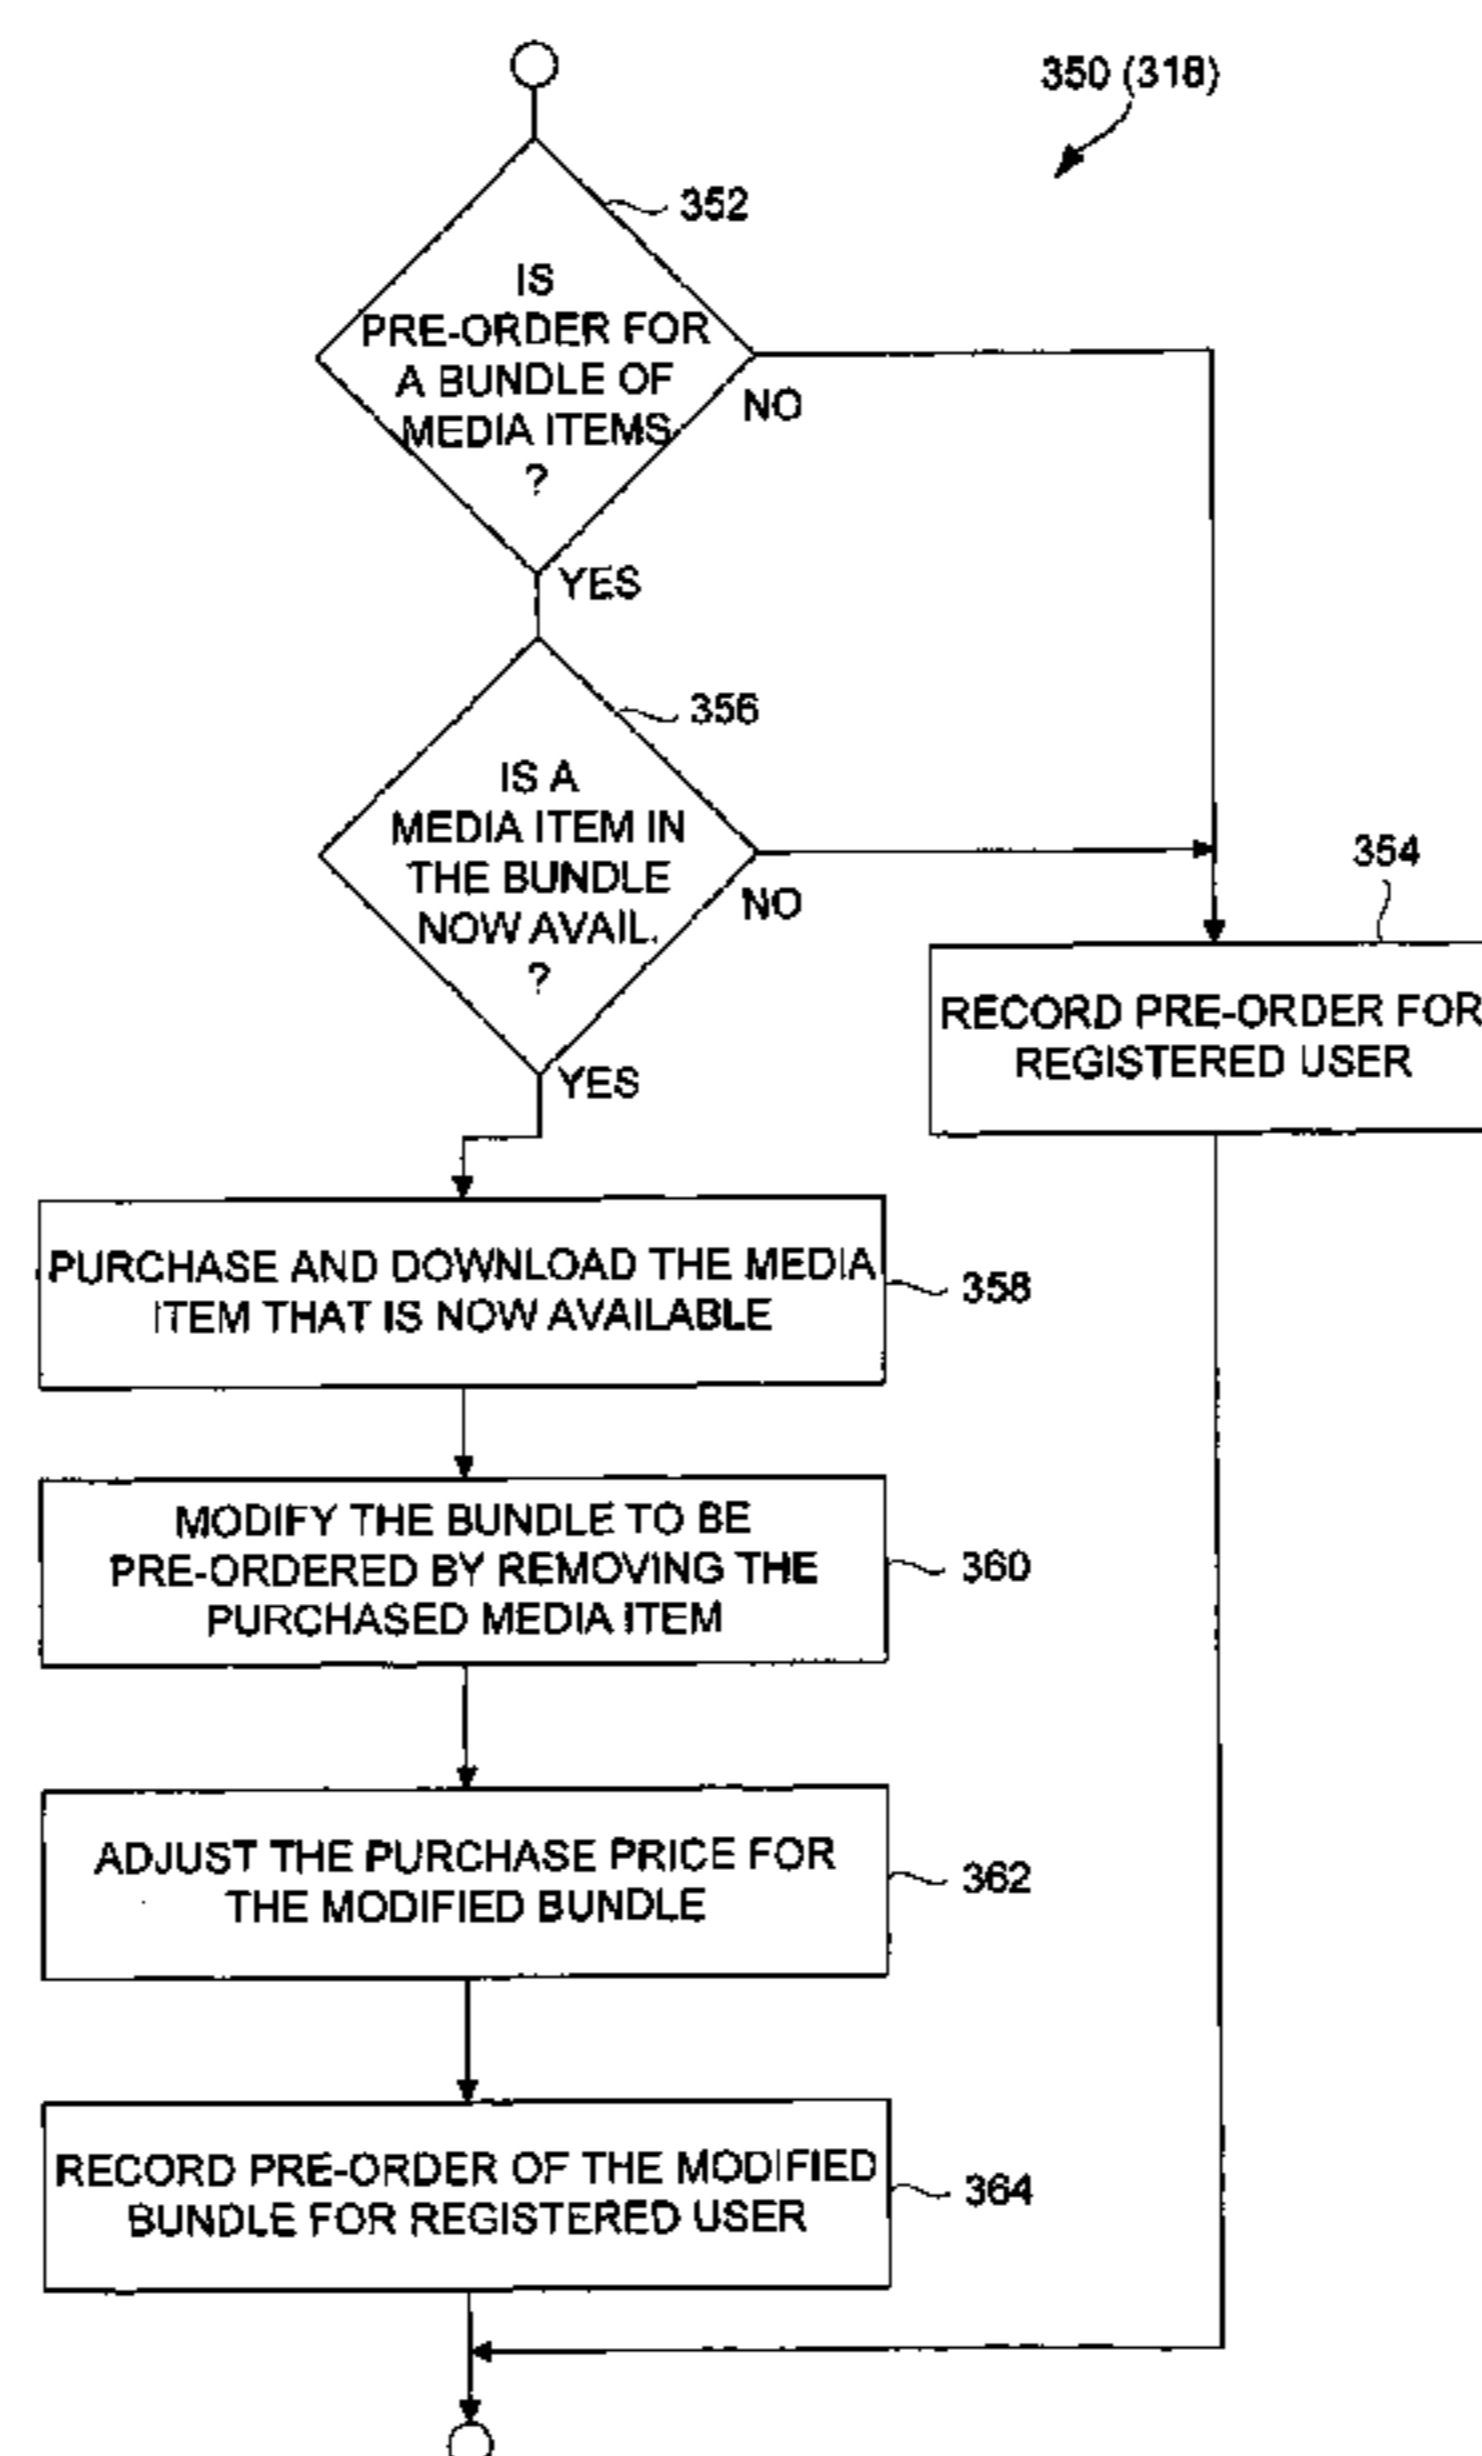 350 (318)
352
IS
PRE-ORDER FOR
A BUNDLE OF
MEDIA ITEMS
?
NO
YES
356
IS A
MEDIA ITEM IN
THE BUNDLE
NOW AVAIL.
?
NO
YES
354
RECORD PRE-ORDER FOR
REGISTERED USER
PURCHASE AND DOWNLOAD THE MEDIA
ITEM THAT IS NOW AVAILABLE
358
MODIFY THE BUNDLE TO BE
PRE-ORDERED BY REMOVING THE
PURCHASED MEDIA ITEM
360
ADJUST THE PURCHASE PRICE FOR
THE MODIFIED BUNDLE
362
RECORD PRE-ORDER OF THE MODIFIED
BUNDLE FOR REGISTERED USER
364